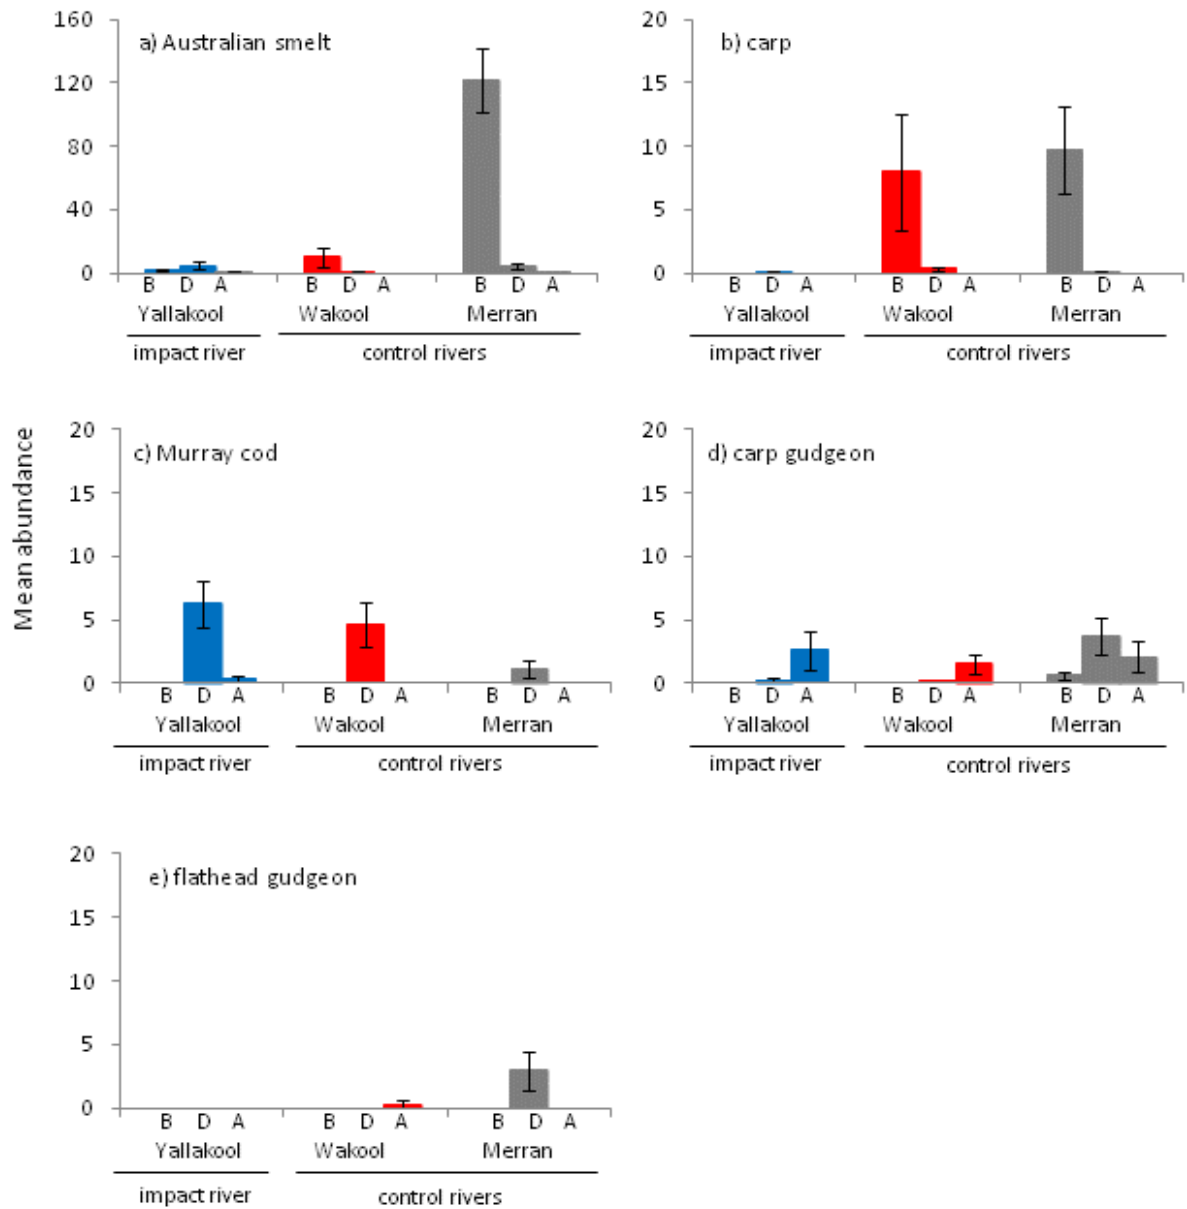 a) Australian smelt
160
120
80
40
0
B D A B D A B D A
Yallakool Wakool Merran
impact river control rivers
b) carp
20
15
10
5
0
B D A B D A B D A
Yallakool Wakool Merran
impact river control rivers
Mean abundance
c) Murray cod
20
15
10
5
0
B D A B D A B D A
Yallakool Wakool Merran
impact river control rivers
d) carp gudgeon
20
15
10
5
0
B D A B D A B D A
Yallakool Wakool Merran
impact river control rivers
e) flathead gudgeon
20
15
10
5
0
B D A B D A B D A
Yallakool Wakool Merran
impact river control rivers